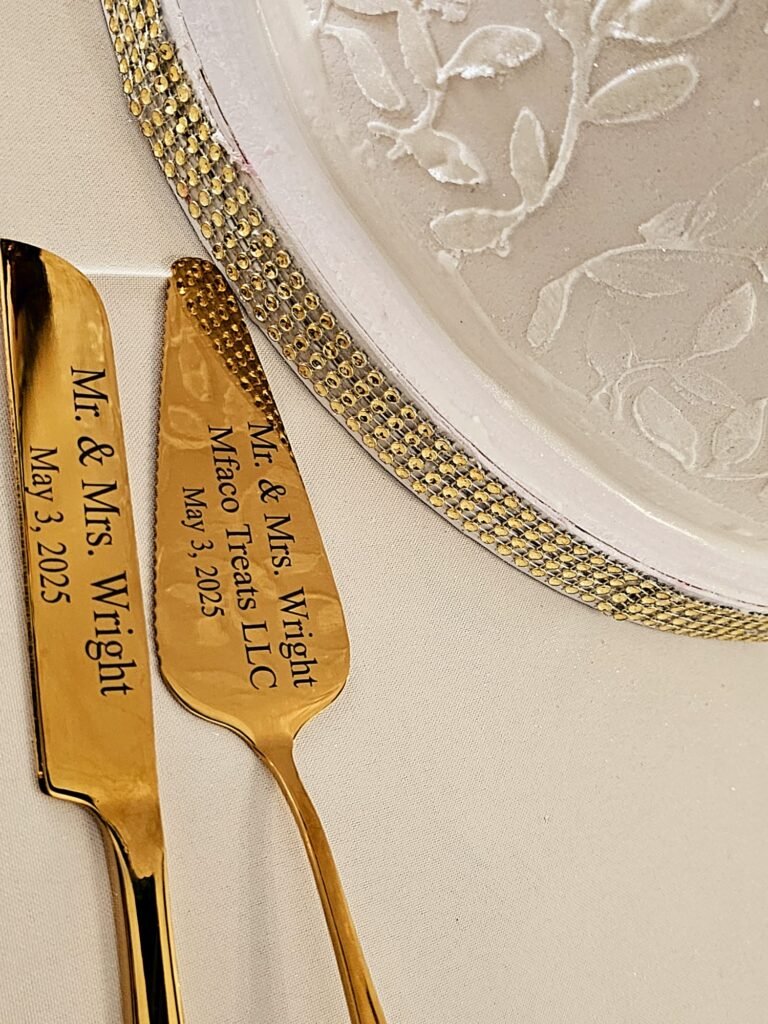 Mr. & Mrs. Wright
May 3, 2025
Mr. & Mrs. Wright
Mfaco Treats LLC
May 3, 2025